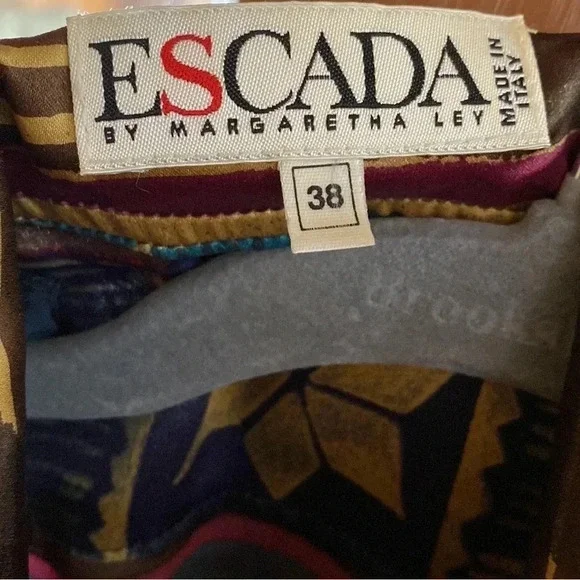 ESCADA
BY MARGARETHA LEY
MADE IN
ITALY
38